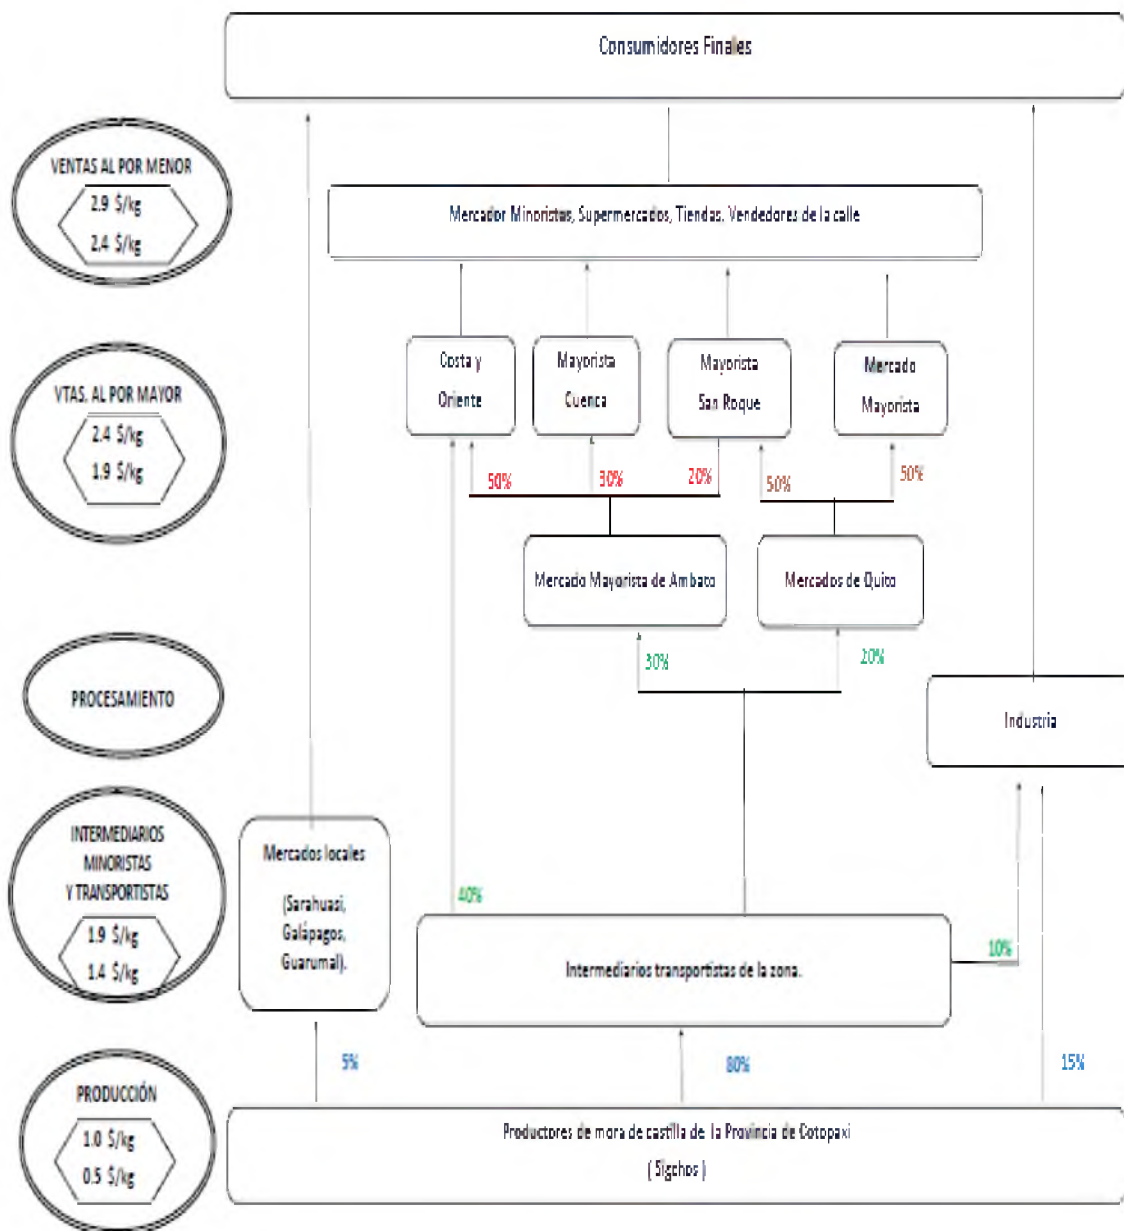 Consumidores Finales
VENTAS AL POR MENOR
2.9 $/kg
2.4 $/kg
Mercador Minoristas, Supermercados, Tiendas. Vendedores de la calle
VTAS. AL POR MAYOR
2.4 $/kg
1.9 $/kg
Costa y
Oriente
Mayorista
Cuenca
Mayorista
San Roque
Mercado
Mayorista
50%
30%
20%
50%
50%
Mercado Mayorista de Ambato
Mercados de Quito
30%
20%
PROCESAMIENTO
Industria
INTERMEDIARIOS
MINORISTAS
Y TRANSPORTISTAS
1.9 $/kg
1.4 $/kg
Mercados locales
(Sarahuasi,
Galápagos,
Guarumal).
40%
Intermediarios transportistas de la zona.
10%
5%
80%
15%
PRODUCCIÓN
1.0 $/kg
0.5 $/kg
Productores de mora de castilla de la Provincia de Cotopaxi
( Sigchos )